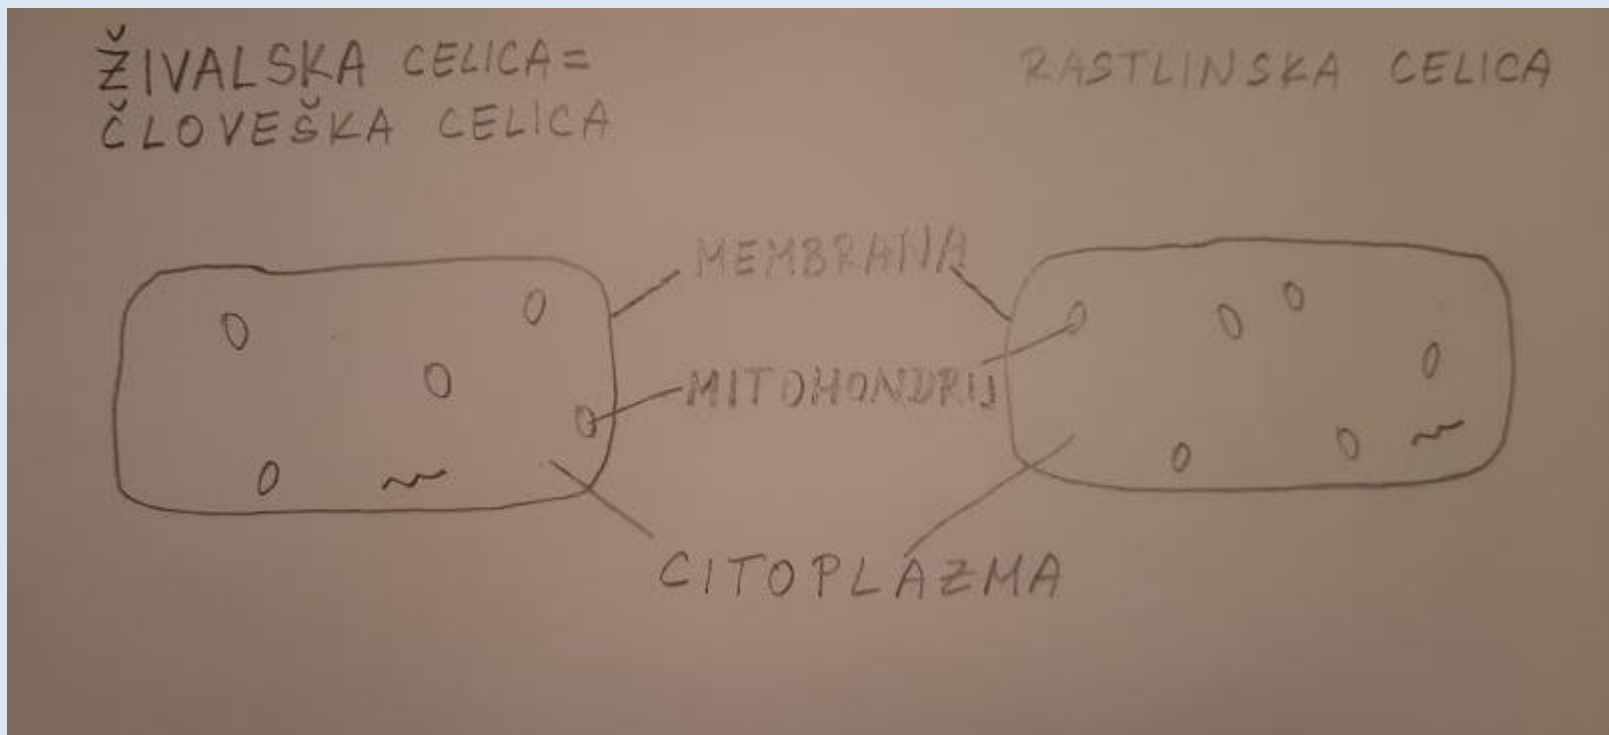 ŽIVALSKA CELICA=
ČLOVEŠKA CELICA
RASTLINSKA CELICA
MEMBRANA
MITOHONDRIJ
CITOPLAZMA